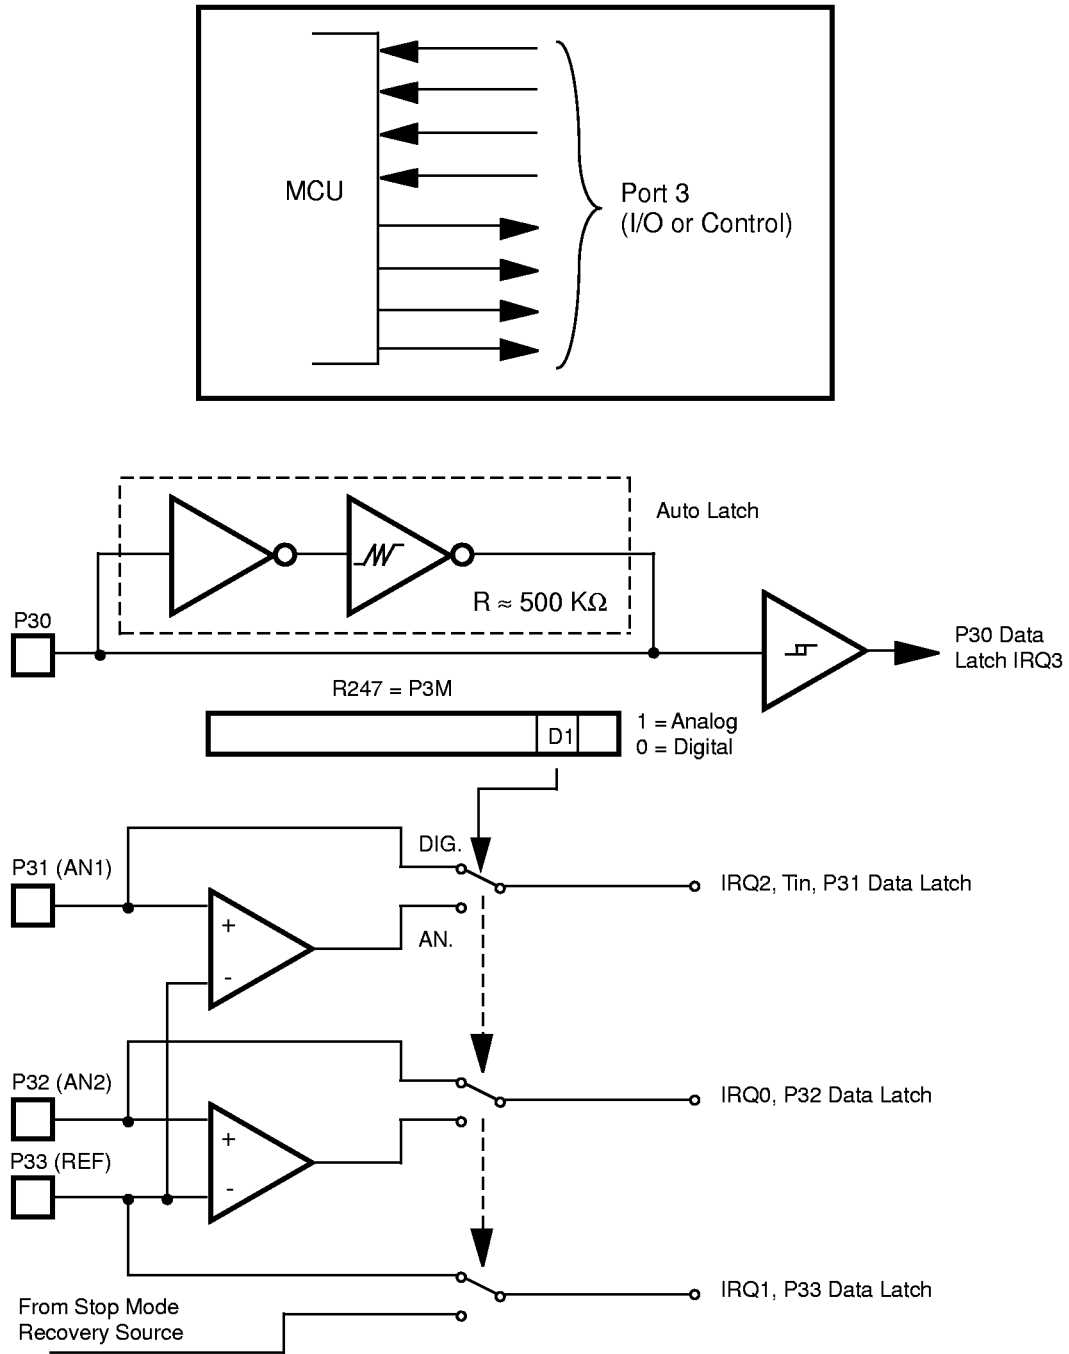 MCU
Port 3
(I/O or Control)
Auto Latch
R ≈ 500 KΩ
P30
P30 Data
Latch IRQ3
R247 = P3M
D1
1 = Analog
0 = Digital
DIG.
P31 (AN1)
IRQ2, Tin, P31 Data Latch
+
AN.
-
P32 (AN2)
IRQ0, P32 Data Latch
+
P33 (REF)
-
IRQ1, P33 Data Latch
From Stop Mode
Recovery Source